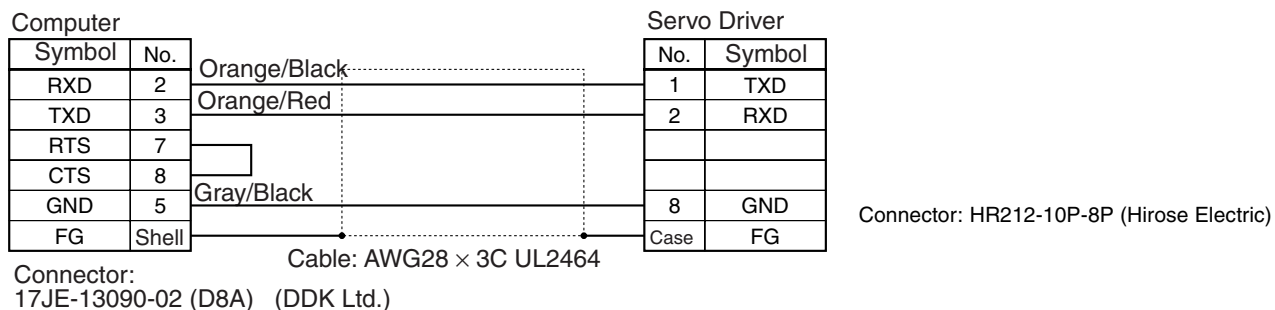 Computer
Servo Driver
Symbol No.
No. Symbol
Orange/Black
RXD 2
1 TXD
Orange/Red
TXD 3
2 RXD
RTS 7
CTS 8
Gray/Black
GND 5
8 GND
Connector: HR212-10P-8P (Hirose Electric)
FG Shell
Case FG
Cable: AWG28 × 3C UL2464
Connector:
17JE-13090-02 (D8A) (DDK Ltd.)